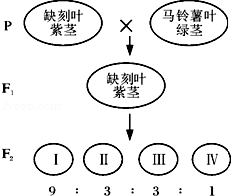 P 缺刻叶 紫茎 × 马铃薯叶 绿茎
F₁ 缺刻叶 紫茎
F₂ Ⅰ Ⅱ Ⅲ Ⅳ
9 : 3 : 3 : 1